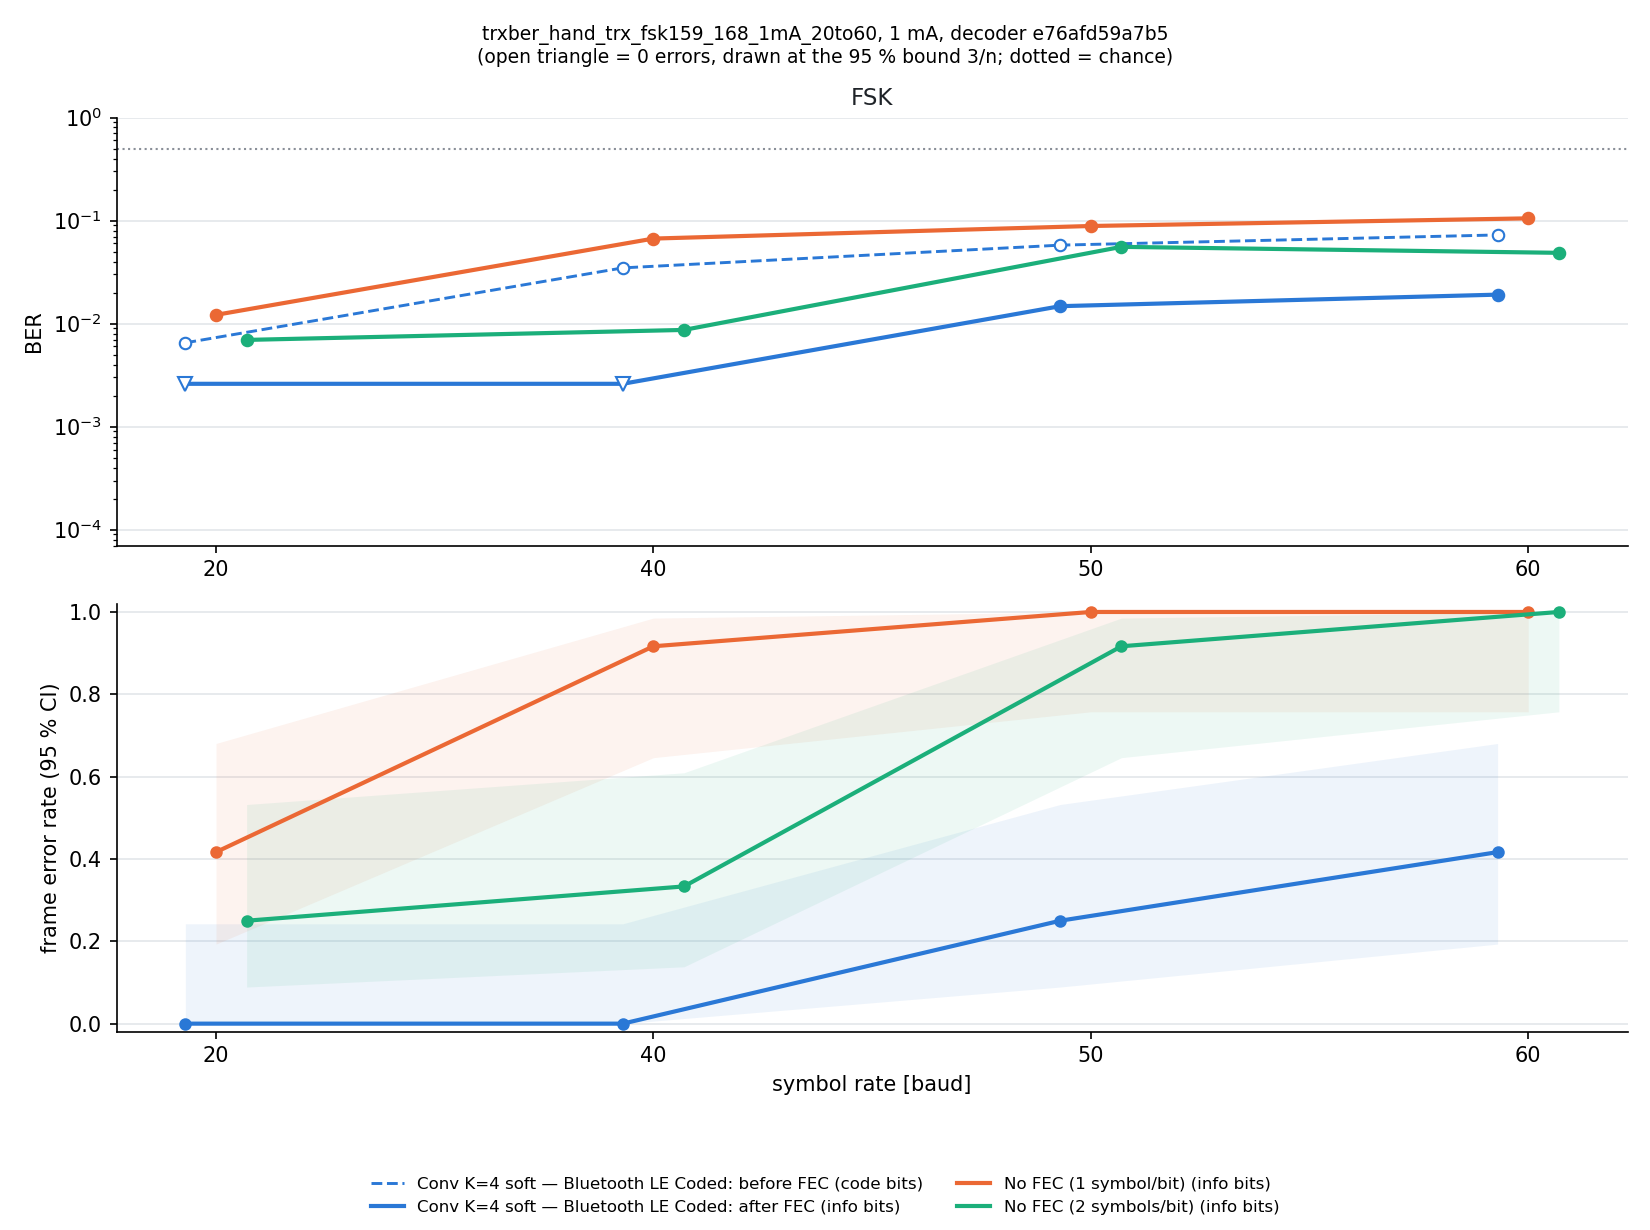 trxber_hand_trx_fsk159_168_1mA_20to60, 1 mA, decoder e76afd59a7b5
(open triangle = 0 errors, drawn at the 95 % bound 3/n; dotted = chance)
FSK
BER
10⁰
10⁻¹
10⁻²
10⁻³
10⁻⁴
20 40 50 60
frame error rate (95 % CI)
1.0
0.8
0.6
0.4
0.2
0.0
20 40 50 60
symbol rate [baud]
Conv K=4 soft — Bluetooth LE Coded: before FEC (code bits)
Conv K=4 soft — Bluetooth LE Coded: after FEC (info bits)
No FEC (1 symbol/bit) (info bits)
No FEC (2 symbols/bit) (info bits)